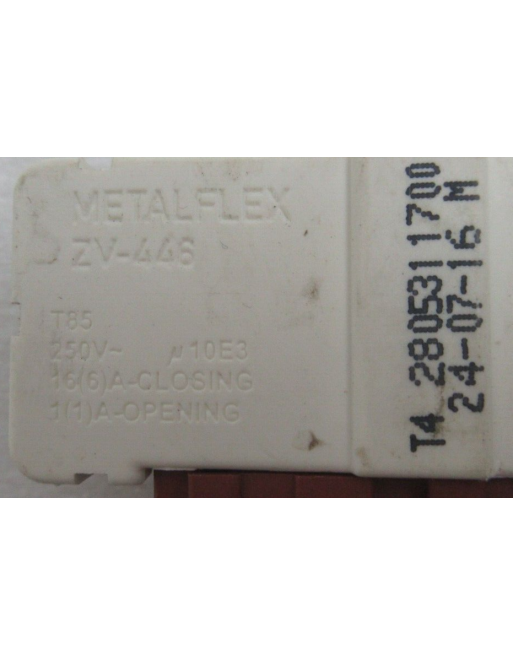 METALFLEX
ZV-446
T85
250V~ µ10E3
16(6)A-CLOSING
1(1)A-OPENING
T4 2805311700
24-07-16 M